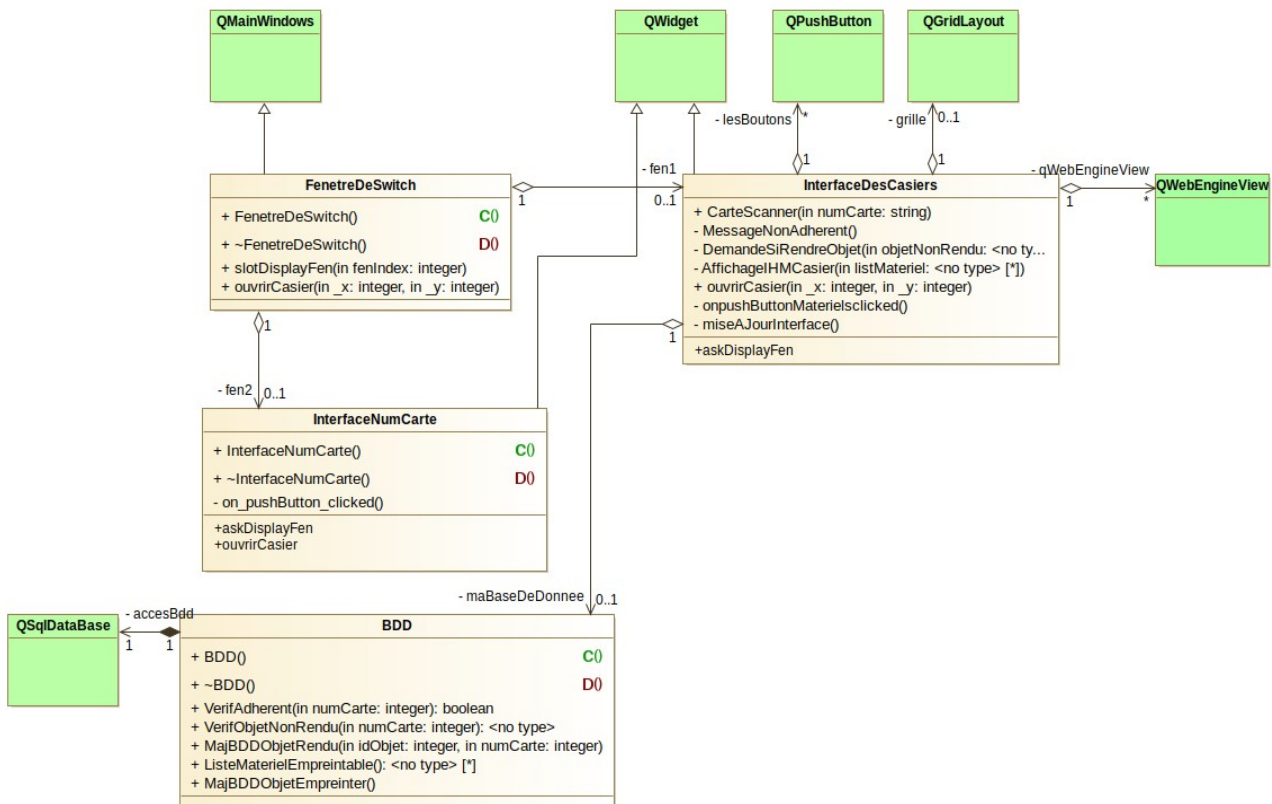 QMainWindows
QWidget
QPushButton
QGridLayout
- lesBoutons *
- grille 0..1
1
1
FenetreDeSwitch
+ FenetreDeSwitch() C()
+ ~FenetreDeSwitch() D()
+ slotDisplayFen(in fenIndex: integer)
+ ouvrirCasier(in _x: integer, in _y: integer)
1
- fen1
0..1
InterfaceDesCasiers
+ CarteScanner(in numCarte: string)
- MessageNonAdherent()
- DemandeSiRendreObjet(in objetNonRendu: <no ty...
- AffichageIHMCasier(in listMateriel: <no type> [*])
+ ouvrirCasier(in _x: integer, in _y: integer)
- onpushButtonMaterielsclicked()
- miseAJourInterface()
+askDisplayFen
- qWebEngineView
1
*
QWebEngineView
1
- fen2 0..1
1
InterfaceNumCarte
+ InterfaceNumCarte() C()
+ ~InterfaceNumCarte() D()
- on_pushButton_clicked()
+askDisplayFen
+ouvrirCasier
- maBaseDeDonnee 0..1
QSqlDataBase
- accesBdd
1
1
BDD
+ BDD() C()
+ ~BDD() D()
+ VerifAdherent(in numCarte: integer): boolean
+ VerifObjetNonRendu(in numCarte: integer): <no type>
+ MajBDDObjetRendu(in idObjet: integer, in numCarte: integer)
+ ListeMaterielEmpreintable(): <no type> [*]
+ MajBDDObjetEmpreinter()